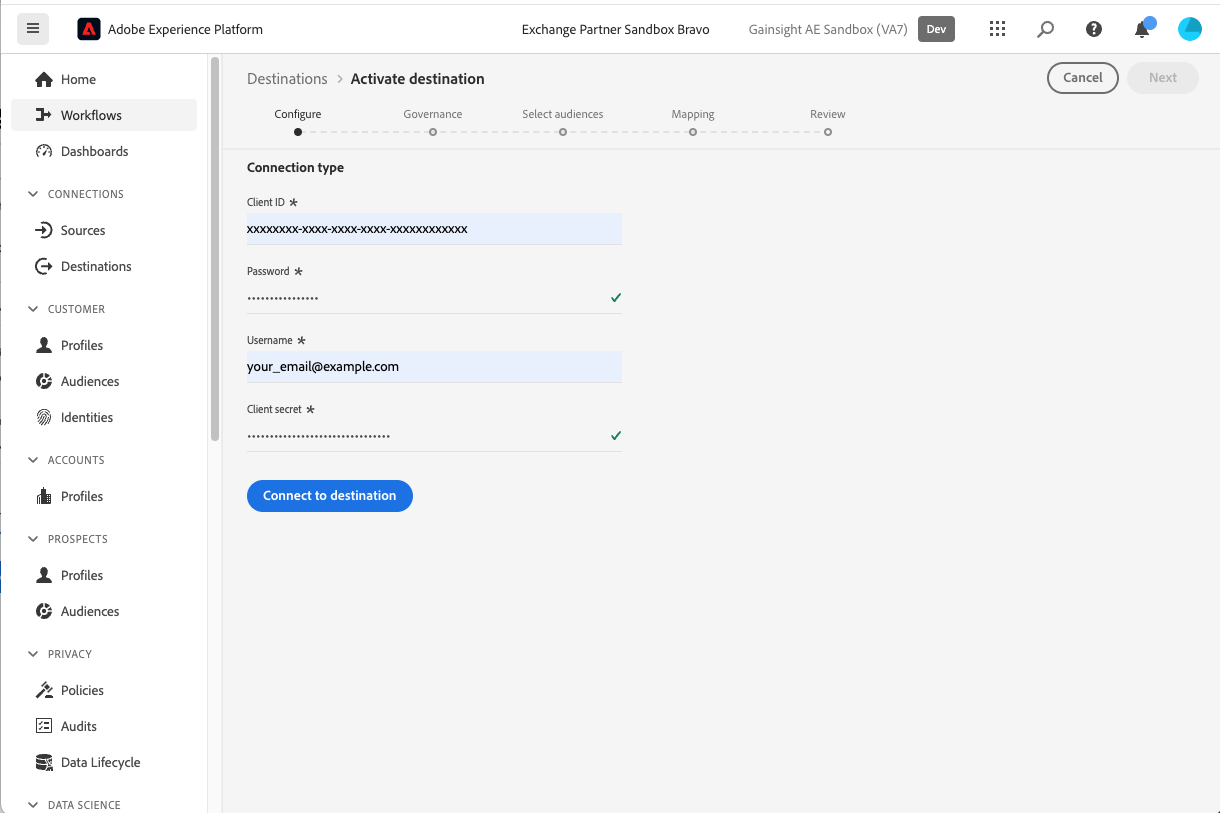 Adobe Experience Platform
Exchange Partner Sandbox Bravo
Gainsight AE Sandbox (VA7)
Dev
Home
Workflows
Dashboards
CONNECTIONS
Sources
Destinations
CUSTOMER
Profiles
Audiences
Identities
ACCOUNTS
Profiles
PROSPECTS
Profiles
Audiences
PRIVACY
Policies
Audits
Data Lifecycle
DATA SCIENCE
Destinations > Activate destination
Cancel
Next
Configure
Governance
Select audiences
Mapping
Review
Connection type
Client ID *
xxxxxxxx-xxxx-xxxx-xxxx-xxxxxxxxxxxx
Password *
••••••••••••••••
Username *
your_email@example.com
Client secret *
••••••••••••••••••••••••••••••••
Connect to destination